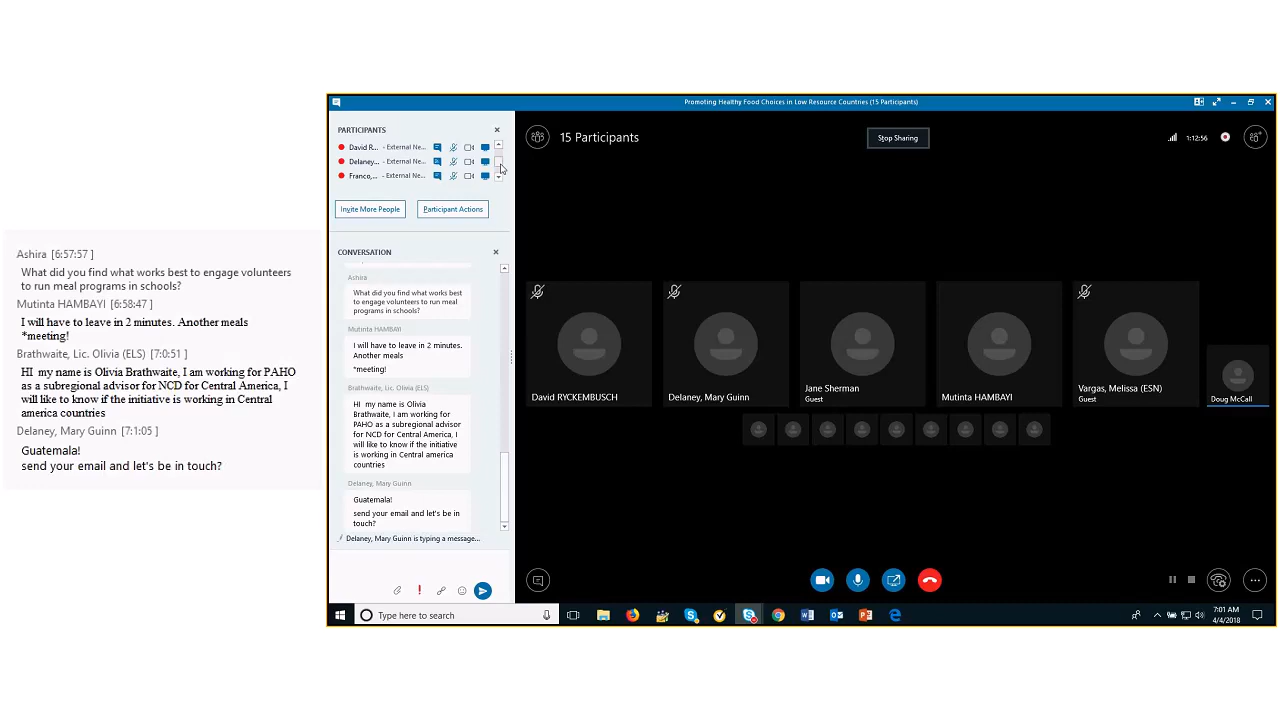 Promoting Healthy Food Choices in Low Resource Countries (15 Participants)
PARTICIPANTS
David R... - External Ne...
Delaney,... - External Ne...
Franco,... - External Ne...
Invite More People
Participant Actions
15 Participants
Stop Sharing
1:12:56
Ashira [6:57:57 ]
What did you find what works best to engage volunteers
to run meal programs in schools?
Mutinta HAMBAYI [6:58:47 ]
I will have to leave in 2 minutes. Another meals
*meeting!
Brathwaite, Lic. Olivia (ELS) [7:0:51 ]
HI my name is Olivia Brathwaite, I am working for PAHO
as a subregional advisor for NCD for Central America, I
will like to know if the initiative is working in Central
america countries
Delaney, Mary Guinn [7:1:05 ]
Guatemala!
send your email and let's be in touch?
CONVERSATION
Ashira
What did you find what works best
to engage volunteers to run meal
programs in schools?
Mutinta HAMBAYI
I will have to leave in 2 minutes.
Another meals
*meeting!
Brathwaite, Lic. Olivia (ELS)
HI my name is Olivia
Brathwaite, I am working for
PAHO as a subregional advisor
for NCD for Central America, I
will like to know if the initiative
is working in Central america
countries
Delaney, Mary Guinn
Guatemala!
send your email and let's be in
touch?
Delaney, Mary Guinn is typing a message...
David RYCKEMBUSCH
Delaney, Mary Guinn
Jane Sherman
Guest
Mutinta HAMBAYI
Vargas, Melissa (ESN)
Guest
Doug McCall
Type here to search
7:01 AM
4/4/2018